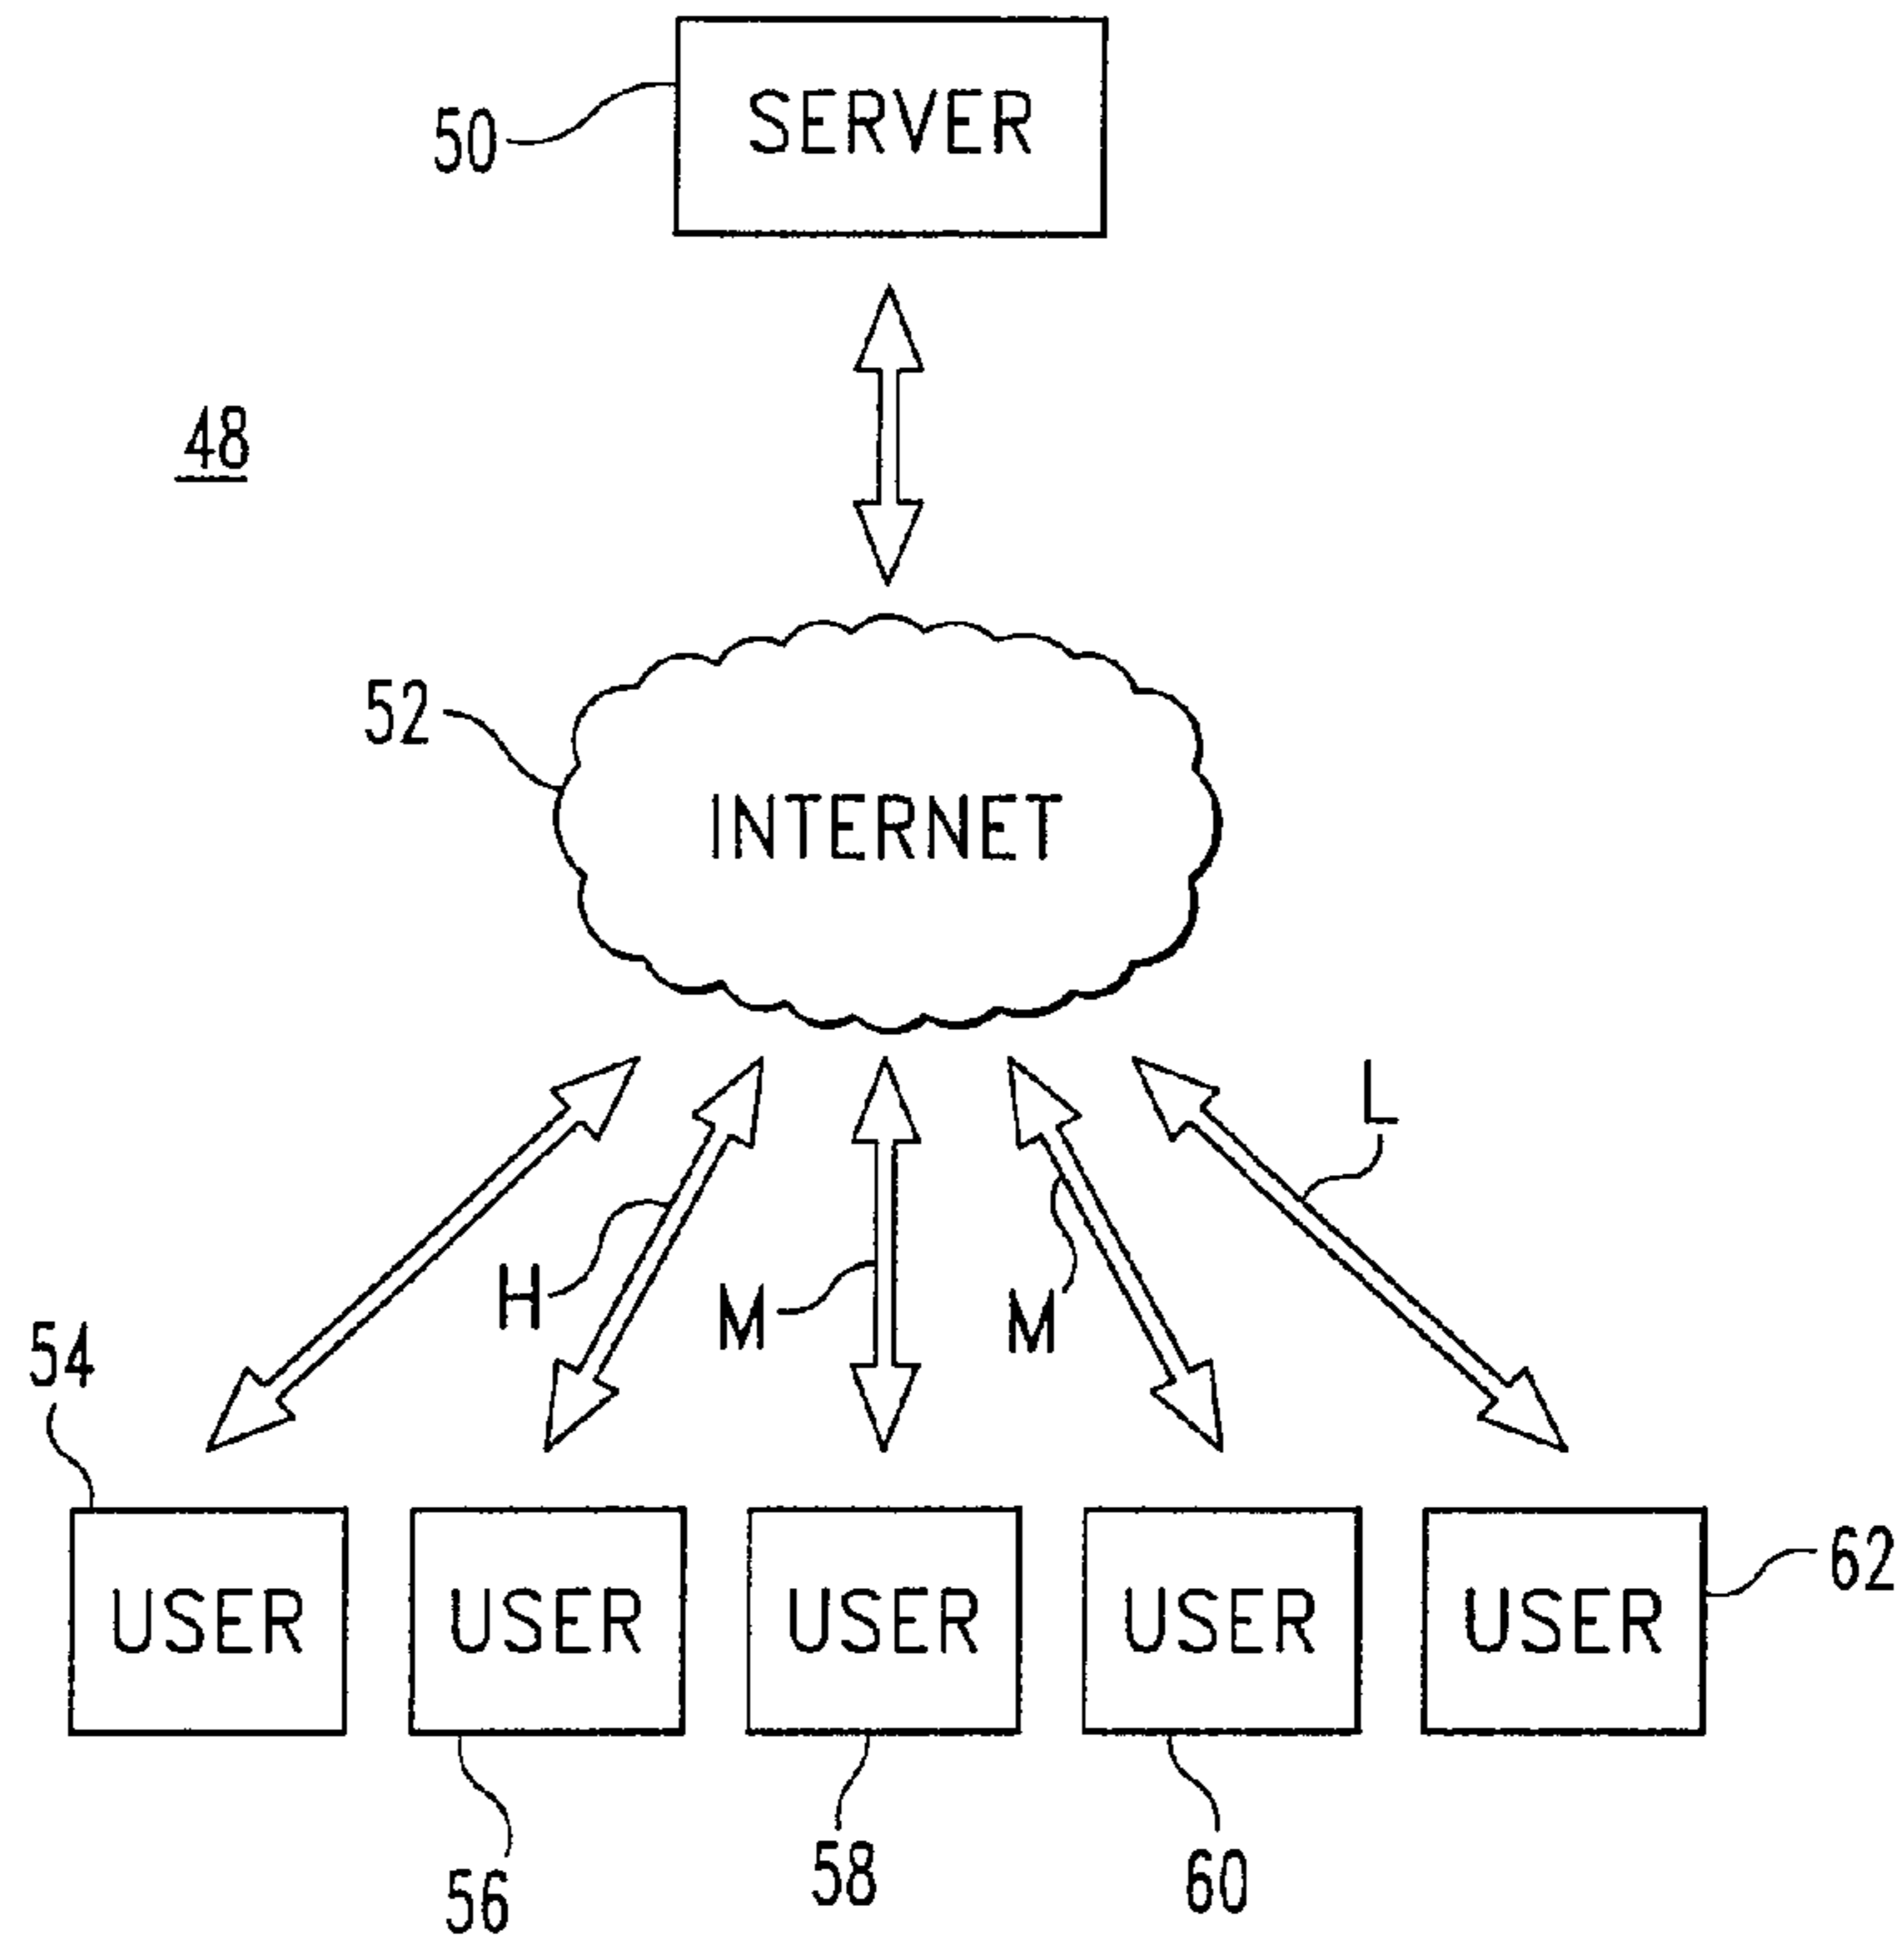 SERVER
50
48
52
INTERNET
L
H
M
M
54
USER
USER
USER
USER
USER
62
56
58
60